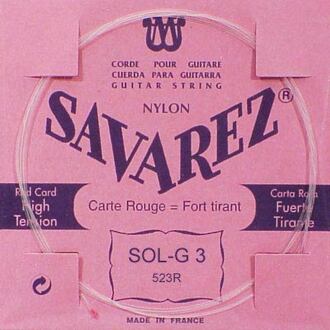 CORDE POUR GUITARE
CUERDA PARA GUITARRA
GUITAR STRING
NYLON
SAVAREZ®
Red Card
High
Tension
Carte Rouge = Fort tirant
Carta Roja
Fuerte
Tirante
SOL-G 3
523R
MADE IN FRANCE